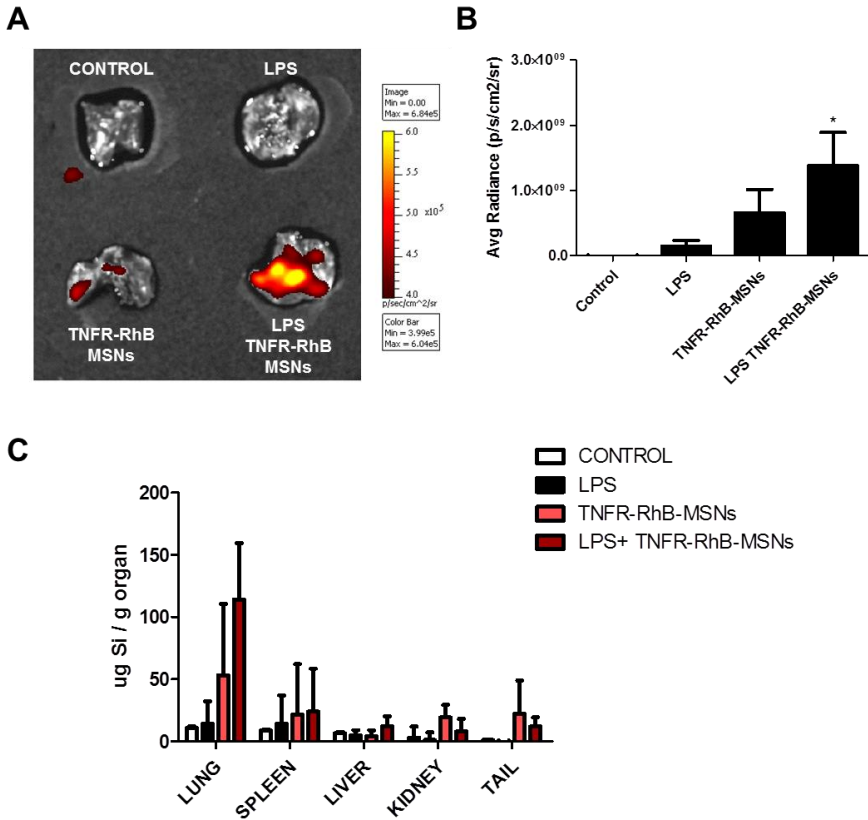 A
CONTROL
LPS
TNFR-RhB
MSNs
LPS
TNFR-RhB
MSNs
Image
Min = 0.00
Max = 6.84e5
6.0
5.5
5.0
x10⁵
4.5
4.0
p/sec/cm^2/sr
Color Bar
Min = 3.99e5
Max = 6.04e5
B
Avg Radiance (p/s/cm2/sr)
3.0×10⁰⁹
2.0×10⁰⁹
1.0×10⁰⁹
0.0
*
Control
LPS
TNFR-RhB-MSNs
LPS TNFR-RhB-MSNs
C
CONTROL
LPS
TNFR-RhB-MSNs
LPS+ TNFR-RhB-MSNs
ug Si / g organ
200
150
100
50
0
LUNG
SPLEEN
LIVER
KIDNEY
TAIL